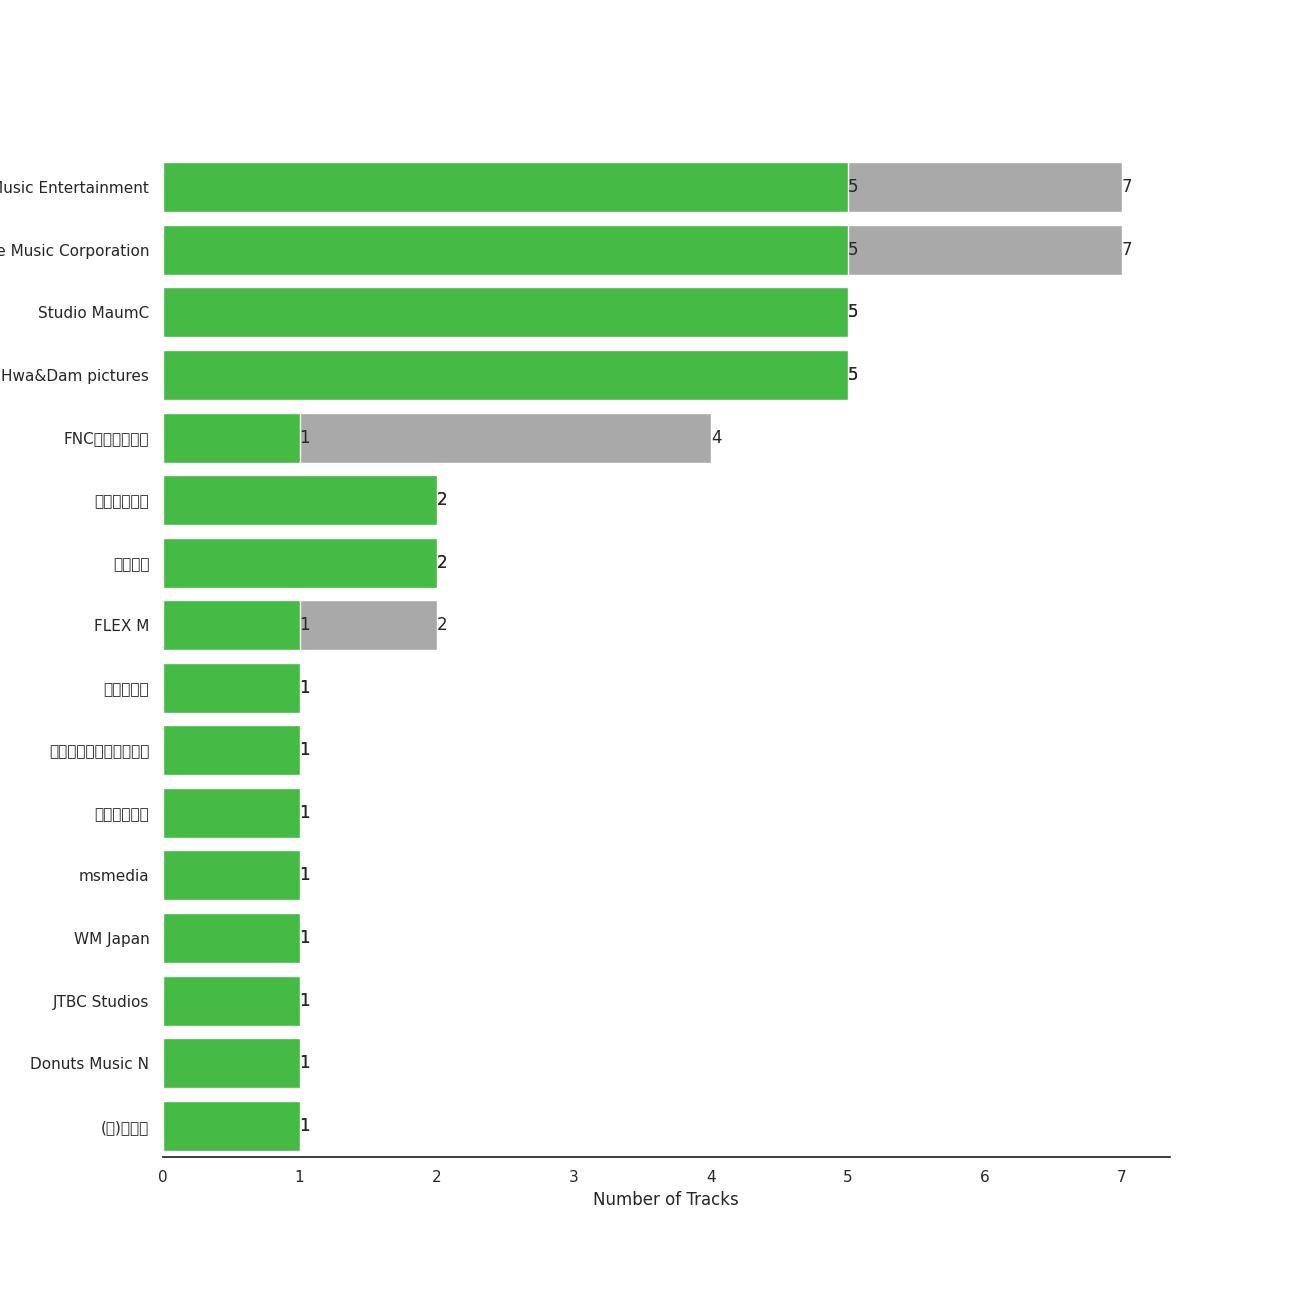 Music Entertainment 5 7
e Music Corporation 5 7
Studio MaumC 5
Hwa&Dam pictures 5
FNC 1 4
2
2
FLEX M 1 2
1
1
1
msmedia 1
WM Japan 1
JTBC Studios 1
Donuts Music N 1
1
0 1 2 3 4 5 6 7
Number of Tracks